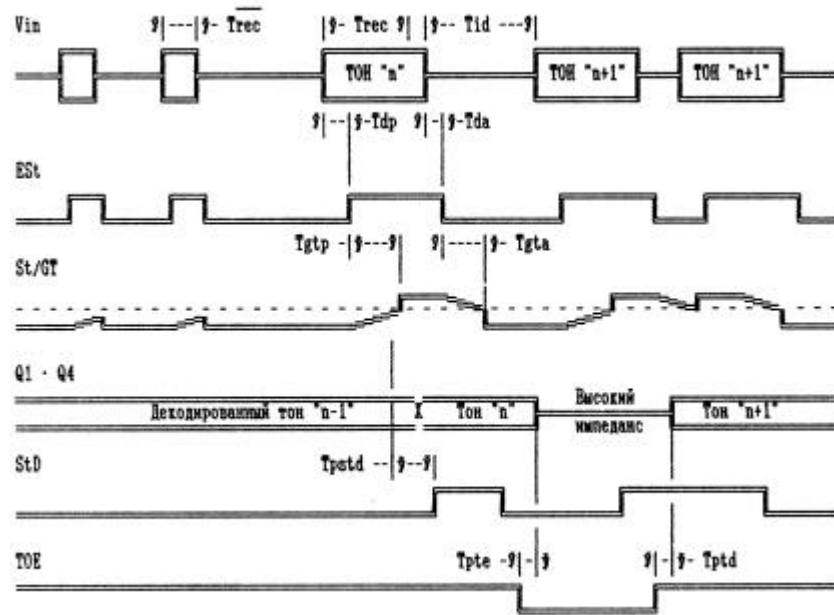 Vin Trec Trec Tid
ТОН "n" ТОН "n+1" ТОН "n+1"
Tdp Tda
ESt
Tgtp Tgta
St/GT
Q1 - Q4
Высокий
Декодированный тон "n-1" X Тон "n" Тон "n+1"
импеданс
StD Tpstd
TOE Tpte Tptd